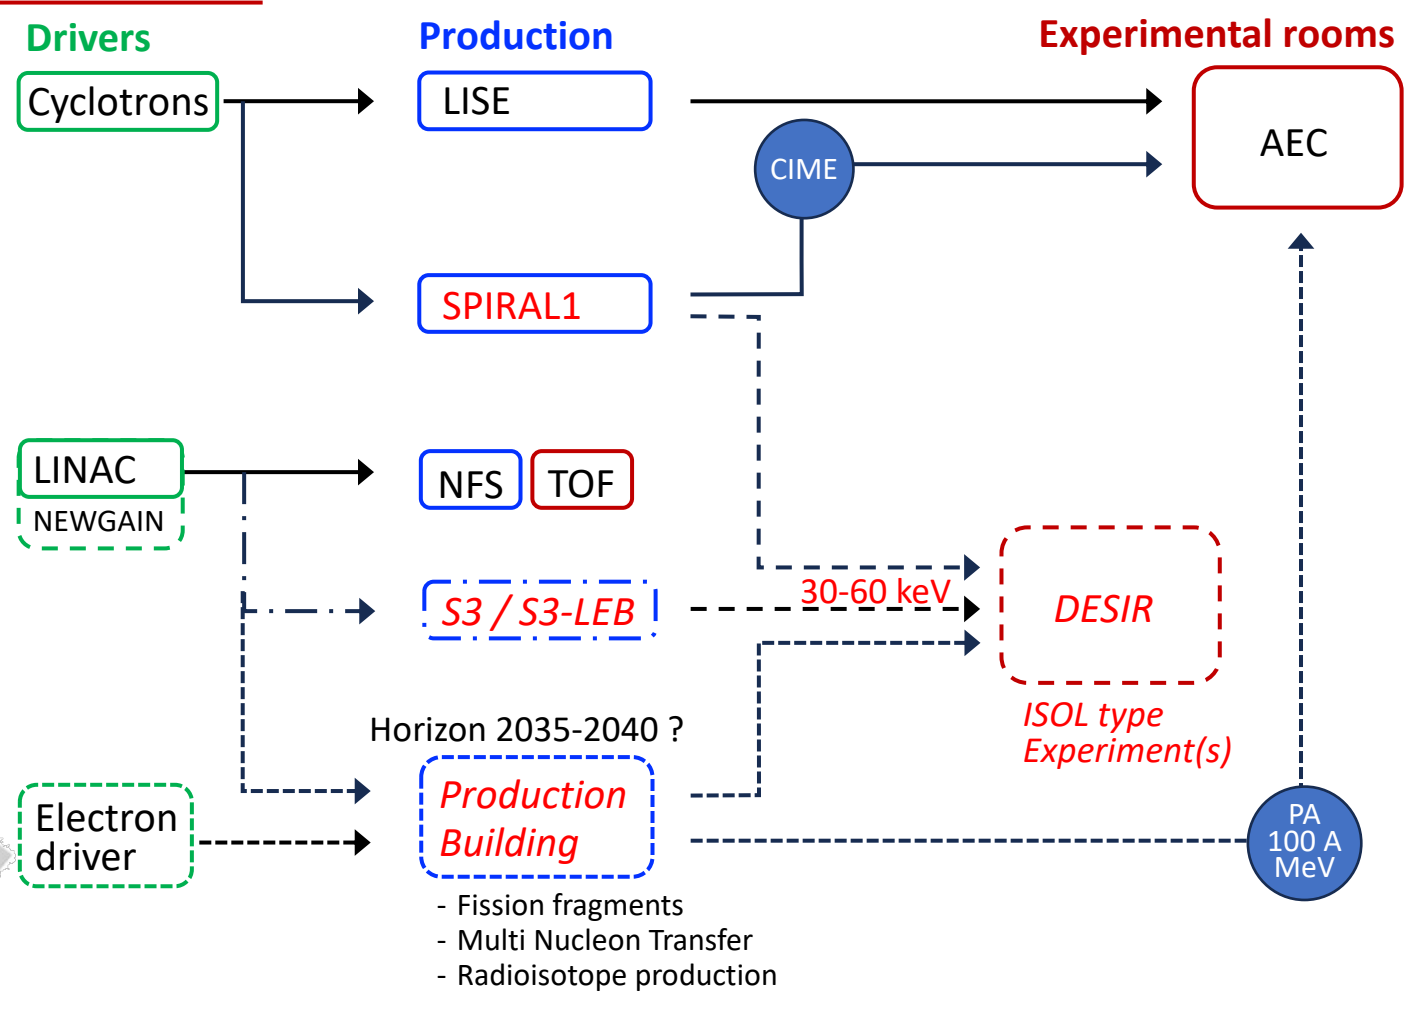 Drivers
Production
Experimental rooms
Cyclotrons
LISE
CIME
AEC
SPIRAL1
LINAC
NEWGAIN
NFS
TOF
S3 / S3-LEB
30-60 keV
DESIR
ISOL type
Experiment(s)
Horizon 2035-2040 ?
Electron
driver
Production
Building
PA
100 A
MeV
- Fission fragments
- Multi Nucleon Transfer
- Radioisotope production